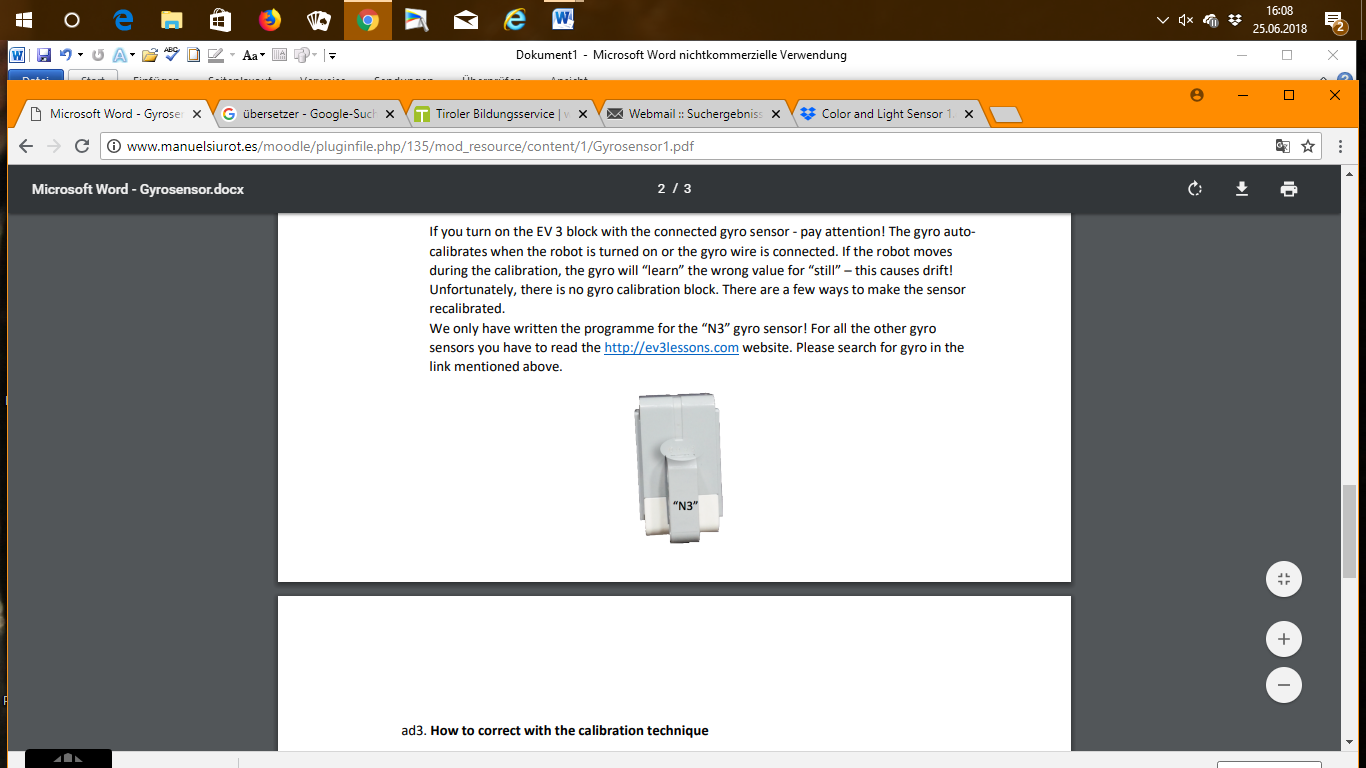 16:08
25.06.2018
2
Dokument1 - Microsoft Word nichtkommerzielle Verwendung
Microsoft Word - Gyrosen
übersetzer - Google-Such
Tiroler Bildungsservice | w
Webmail :: Suchergebniss
Color and Light Sensor 1.
www.manuelsiurot.es/moodle/pluginfile.php/135/mod_resource/content/1/Gyrosensor1.pdf
Microsoft Word - Gyrosensor.docx
2 / 3
If you turn on the EV 3 block with the connected gyro sensor - pay attention! The gyro auto-
calibrates when the robot is turned on or the gyro wire is connected. If the robot moves
during the calibration, the gyro will “learn” the wrong value for “still” – this causes drift!
Unfortunately, there is no gyro calibration block. There are a few ways to make the sensor
recalibrated.
We only have written the programme for the “N3” gyro sensor! For all the other gyro
sensors you have to read the http://ev3lessons.com website. Please search for gyro in the
link mentioned above.
“N3”
ad3. How to correct with the calibration technique